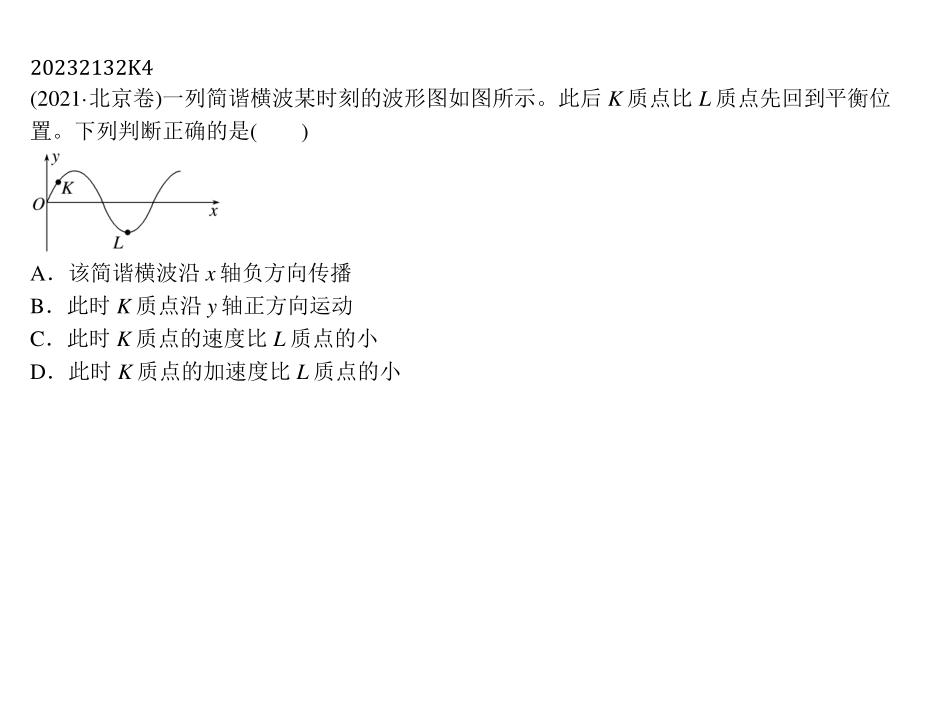 20232132K4
(2021·北京卷)一列简谐横波某时刻的波形图如图所示。此后 K 质点比 L 质点先回到平衡位
置。下列判断正确的是(　　)
y
K
O
x
L
A．该简谐横波沿 x 轴负方向传播
B．此时 K 质点沿 y 轴正方向运动
C．此时 K 质点的速度比 L 质点的小
D．此时 K 质点的加速度比 L 质点的小